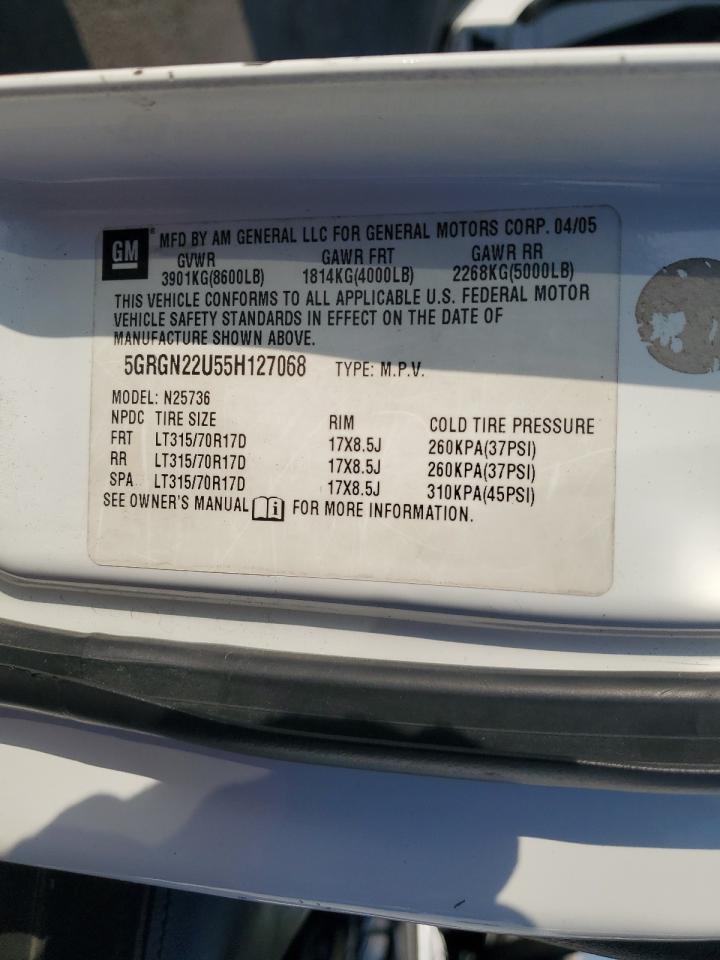 GM ® MFD BY AM GENERAL LLC FOR GENERAL MOTORS CORP. 04/05
GVWR GAWR FRT GAWR RR
3901KG(8600LB) 1814KG(4000LB) 2268KG(5000LB)
THIS VEHICLE CONFORMS TO ALL APPLICABLE U.S. FEDERAL MOTOR
VEHICLE SAFETY STANDARDS IN EFFECT ON THE DATE OF
MANUFACTURE SHOWN ABOVE.
5GRGN22U55H127068 TYPE: M.P.V.
MODEL: N25736
NPDC TIRE SIZE RIM COLD TIRE PRESSURE
FRT LT315/70R17D 17X8.5J 260KPA(37PSI)
RR LT315/70R17D 17X8.5J 260KPA(37PSI)
SPA LT315/70R17D 17X8.5J 310KPA(45PSI)
SEE OWNER'S MANUAL i FOR MORE INFORMATION.